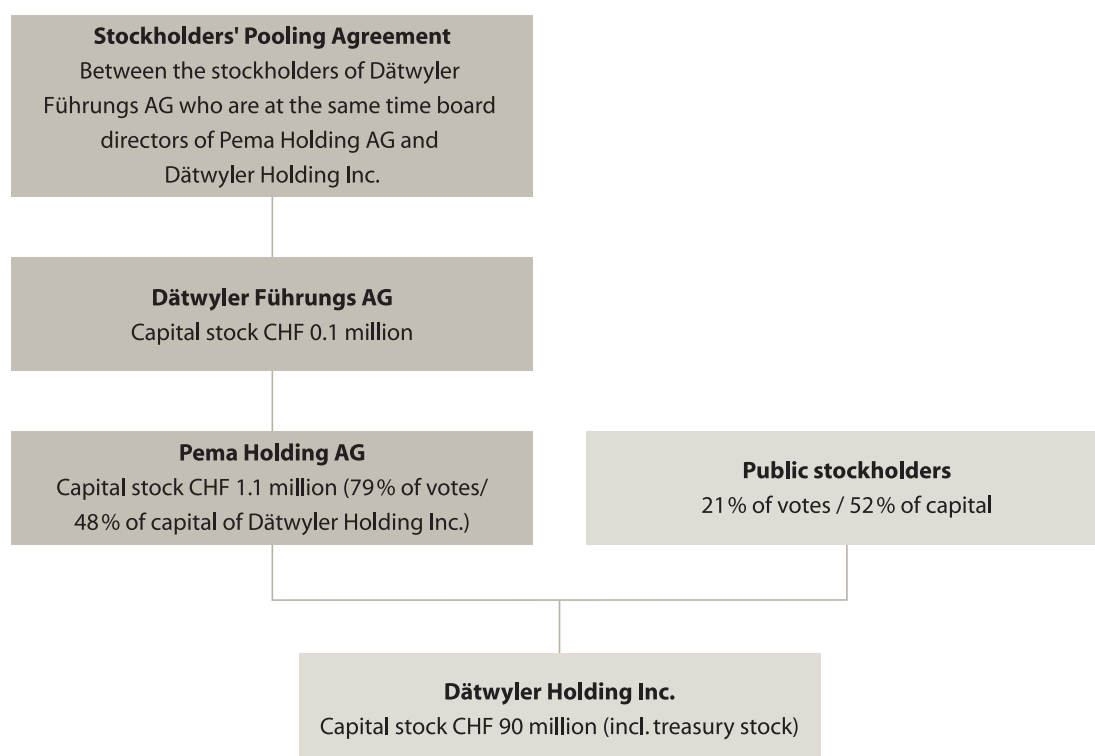 Stockholders' Pooling Agreement
Between the stockholders of Dätwyler
Führungs AG who are at the same time board
directors of Pema Holding AG and
Dätwyler Holding Inc.
Dätwyler Führungs AG
Capital stock CHF 0.1 million
Pema Holding AG
Capital stock CHF 1.1 million (79% of votes/
48% of capital of Dätwyler Holding Inc.)
Public stockholders
21% of votes / 52% of capital
Dätwyler Holding Inc.
Capital stock CHF 90 million (incl. treasury stock)